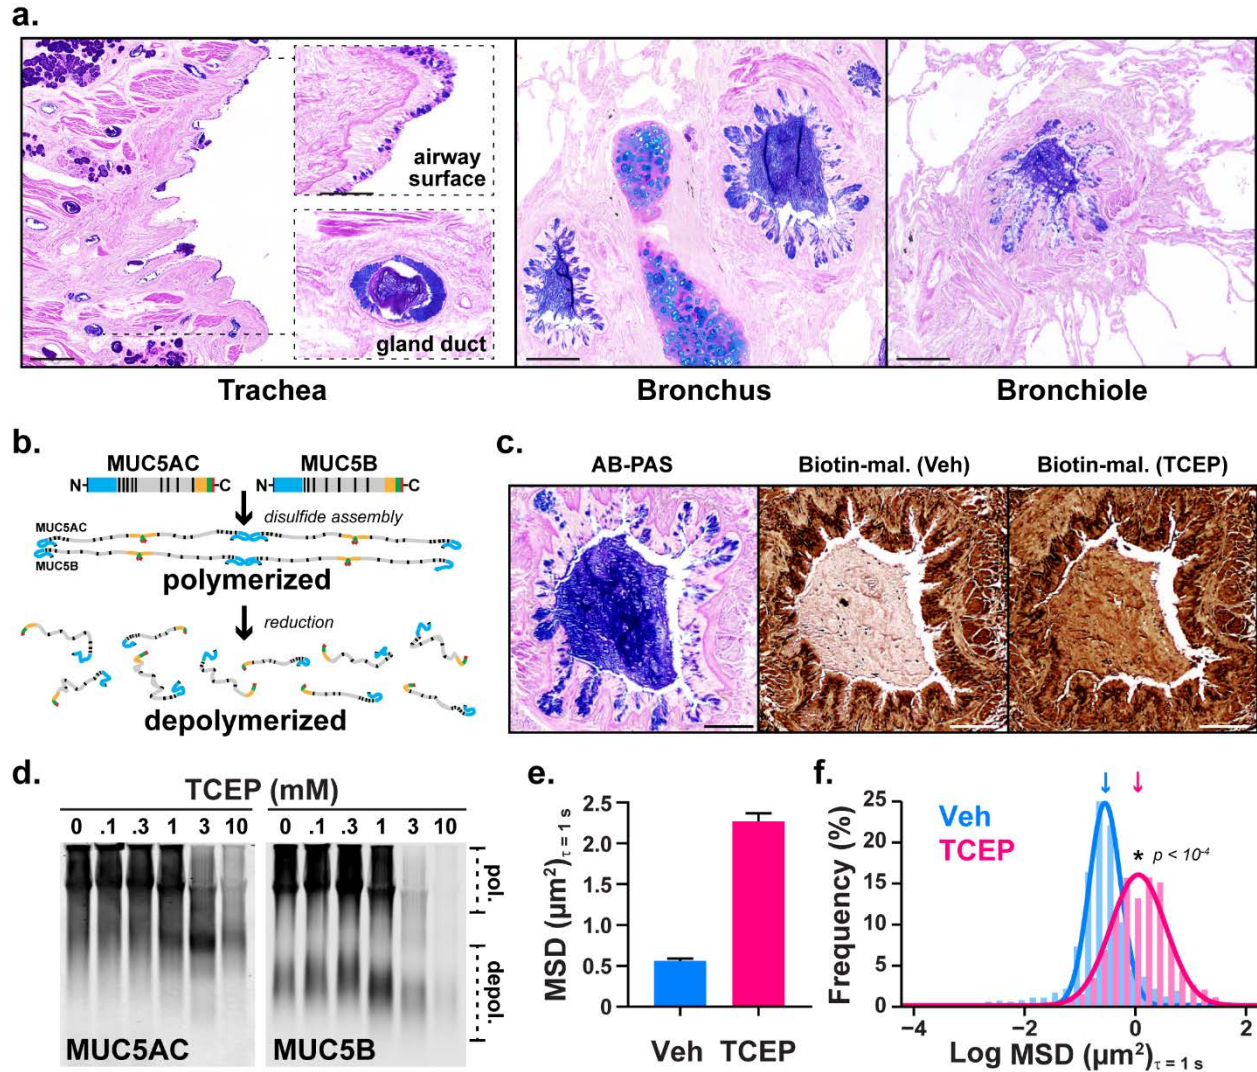 a.
airway
surface
gland duct
Trachea
Bronchus
Bronchiole
b.
MUC5AC
MUC5B
N-
-C
N-
-C
disulfide assembly
MUC5AC
MUC5B
polymerized
reduction
depolymerized
c.
AB-PAS
Biotin-mal. (Veh)
Biotin-mal. (TCEP)
d.
TCEP (mM)
0 .1 .3 1 3 10
0 .1 .3 1 3 10
pol.
depol.
MUC5AC
MUC5B
e.
MSD (µm²)τ = 1 s
2.5
2.0
1.5
1.0
0.5
0
Veh TCEP
f.
Veh
TCEP
* p < 10⁻⁴
Frequency (%)
25
20
15
10
5
0
−4 −2 0 2
Log MSD (µm²)τ = 1 s